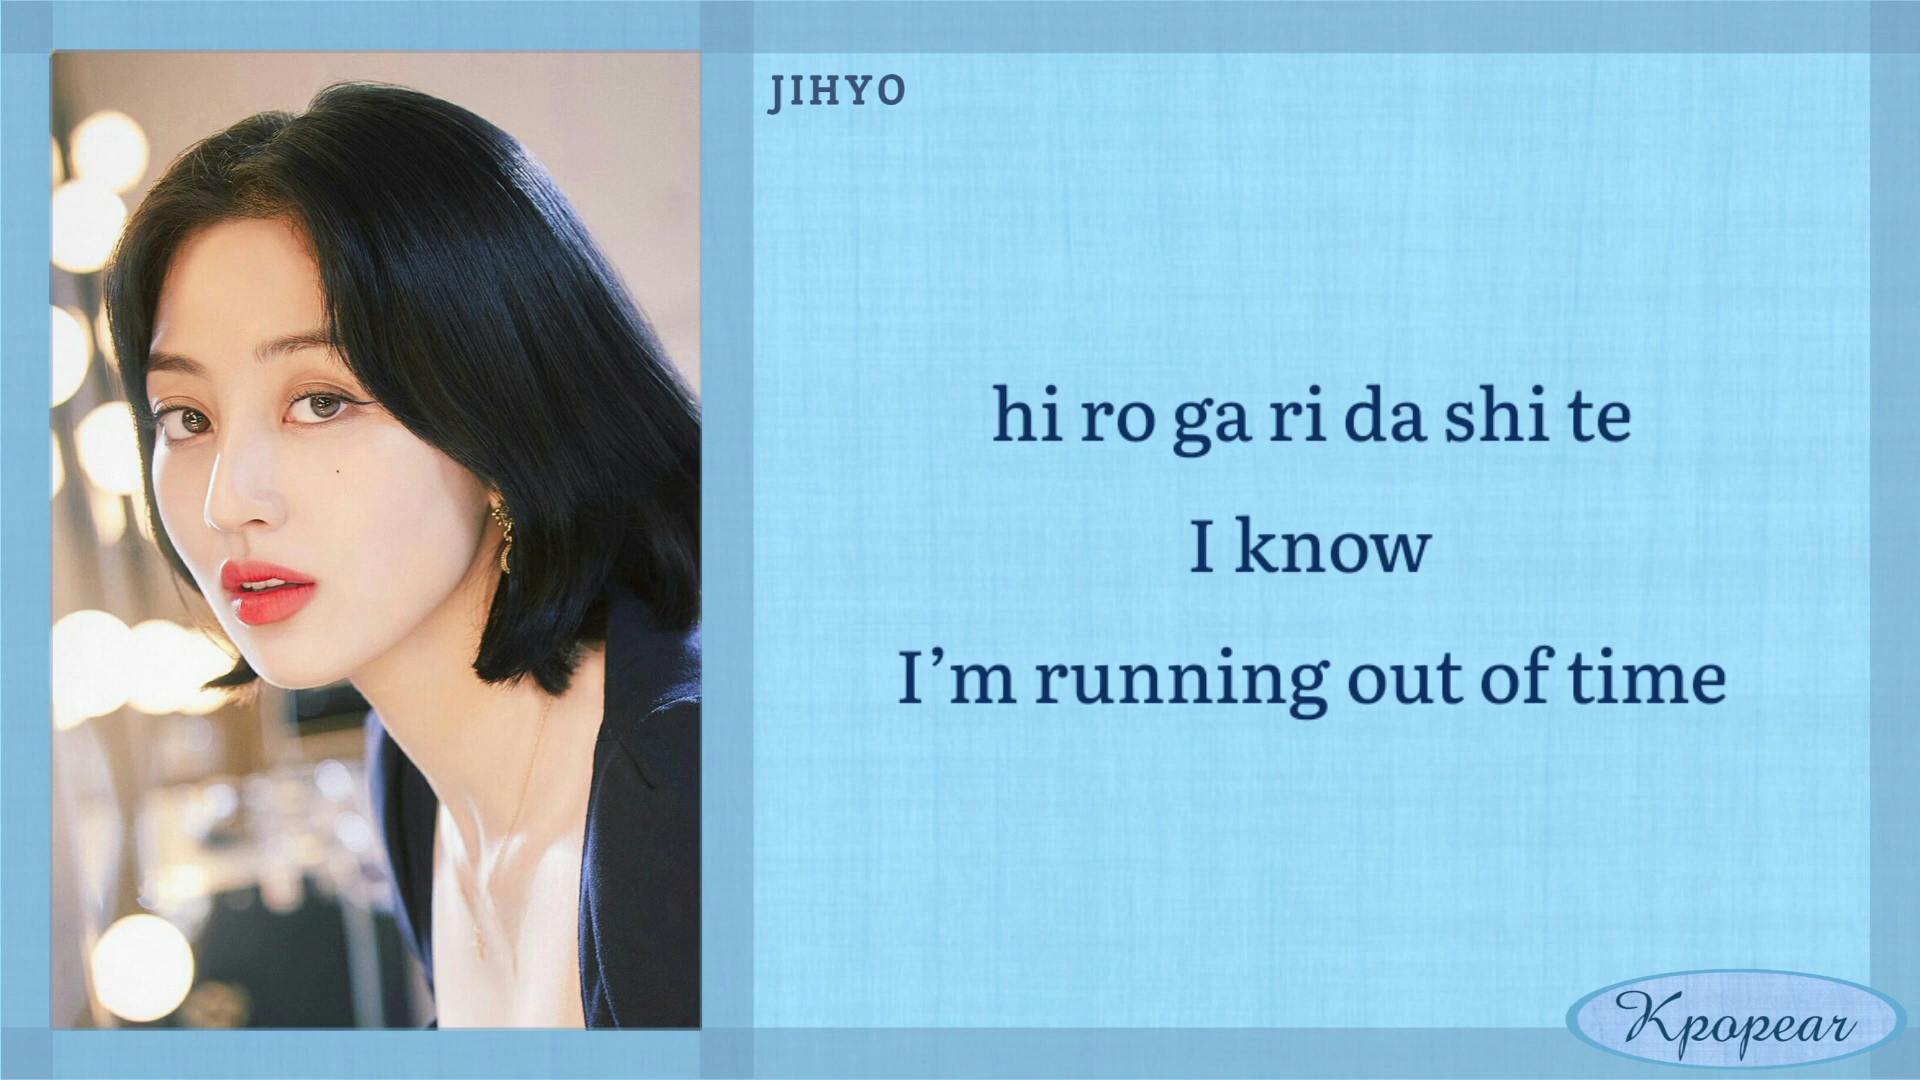 JIHYO
hi ro ga ri da shi te
I know
I’m running out of time
Kpopear